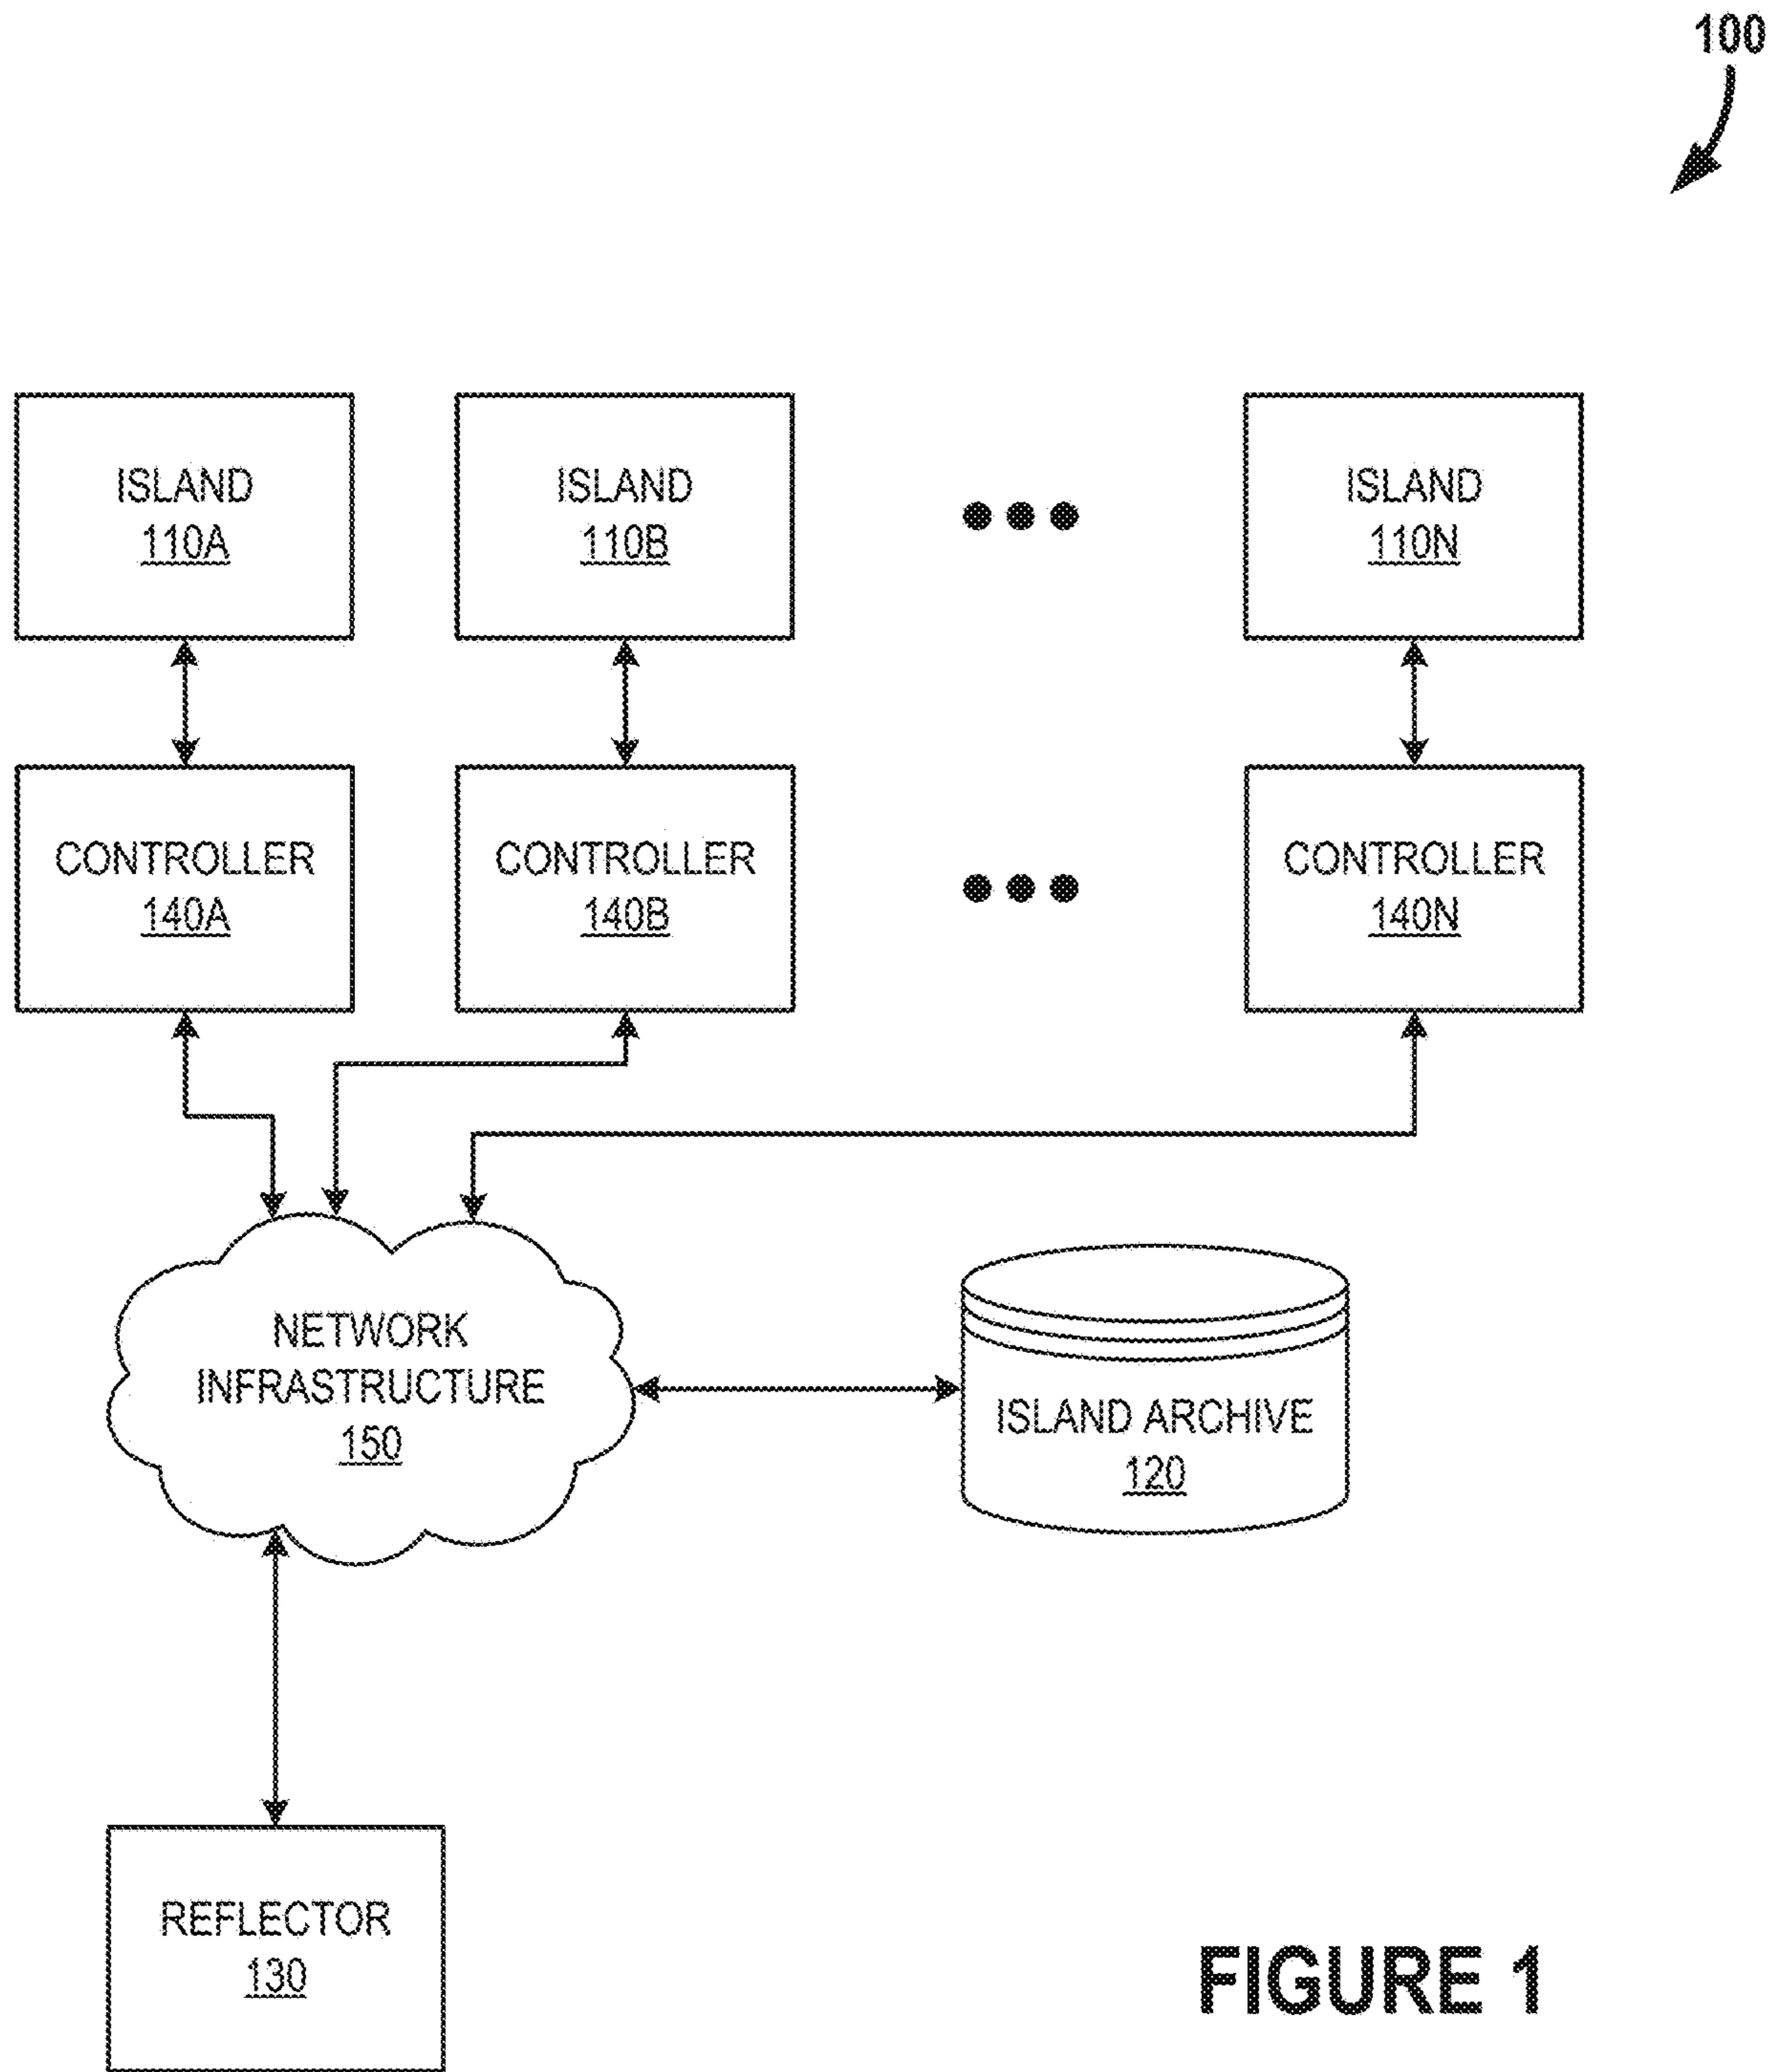 100
ISLAND
110A
ISLAND
110B
ISLAND
110N
CONTROLLER
140A
CONTROLLER
140B
CONTROLLER
140N
NETWORK
INFRASTRUCTURE
150
ISLAND ARCHIVE
120
REFLECTOR
130
FIGURE 1